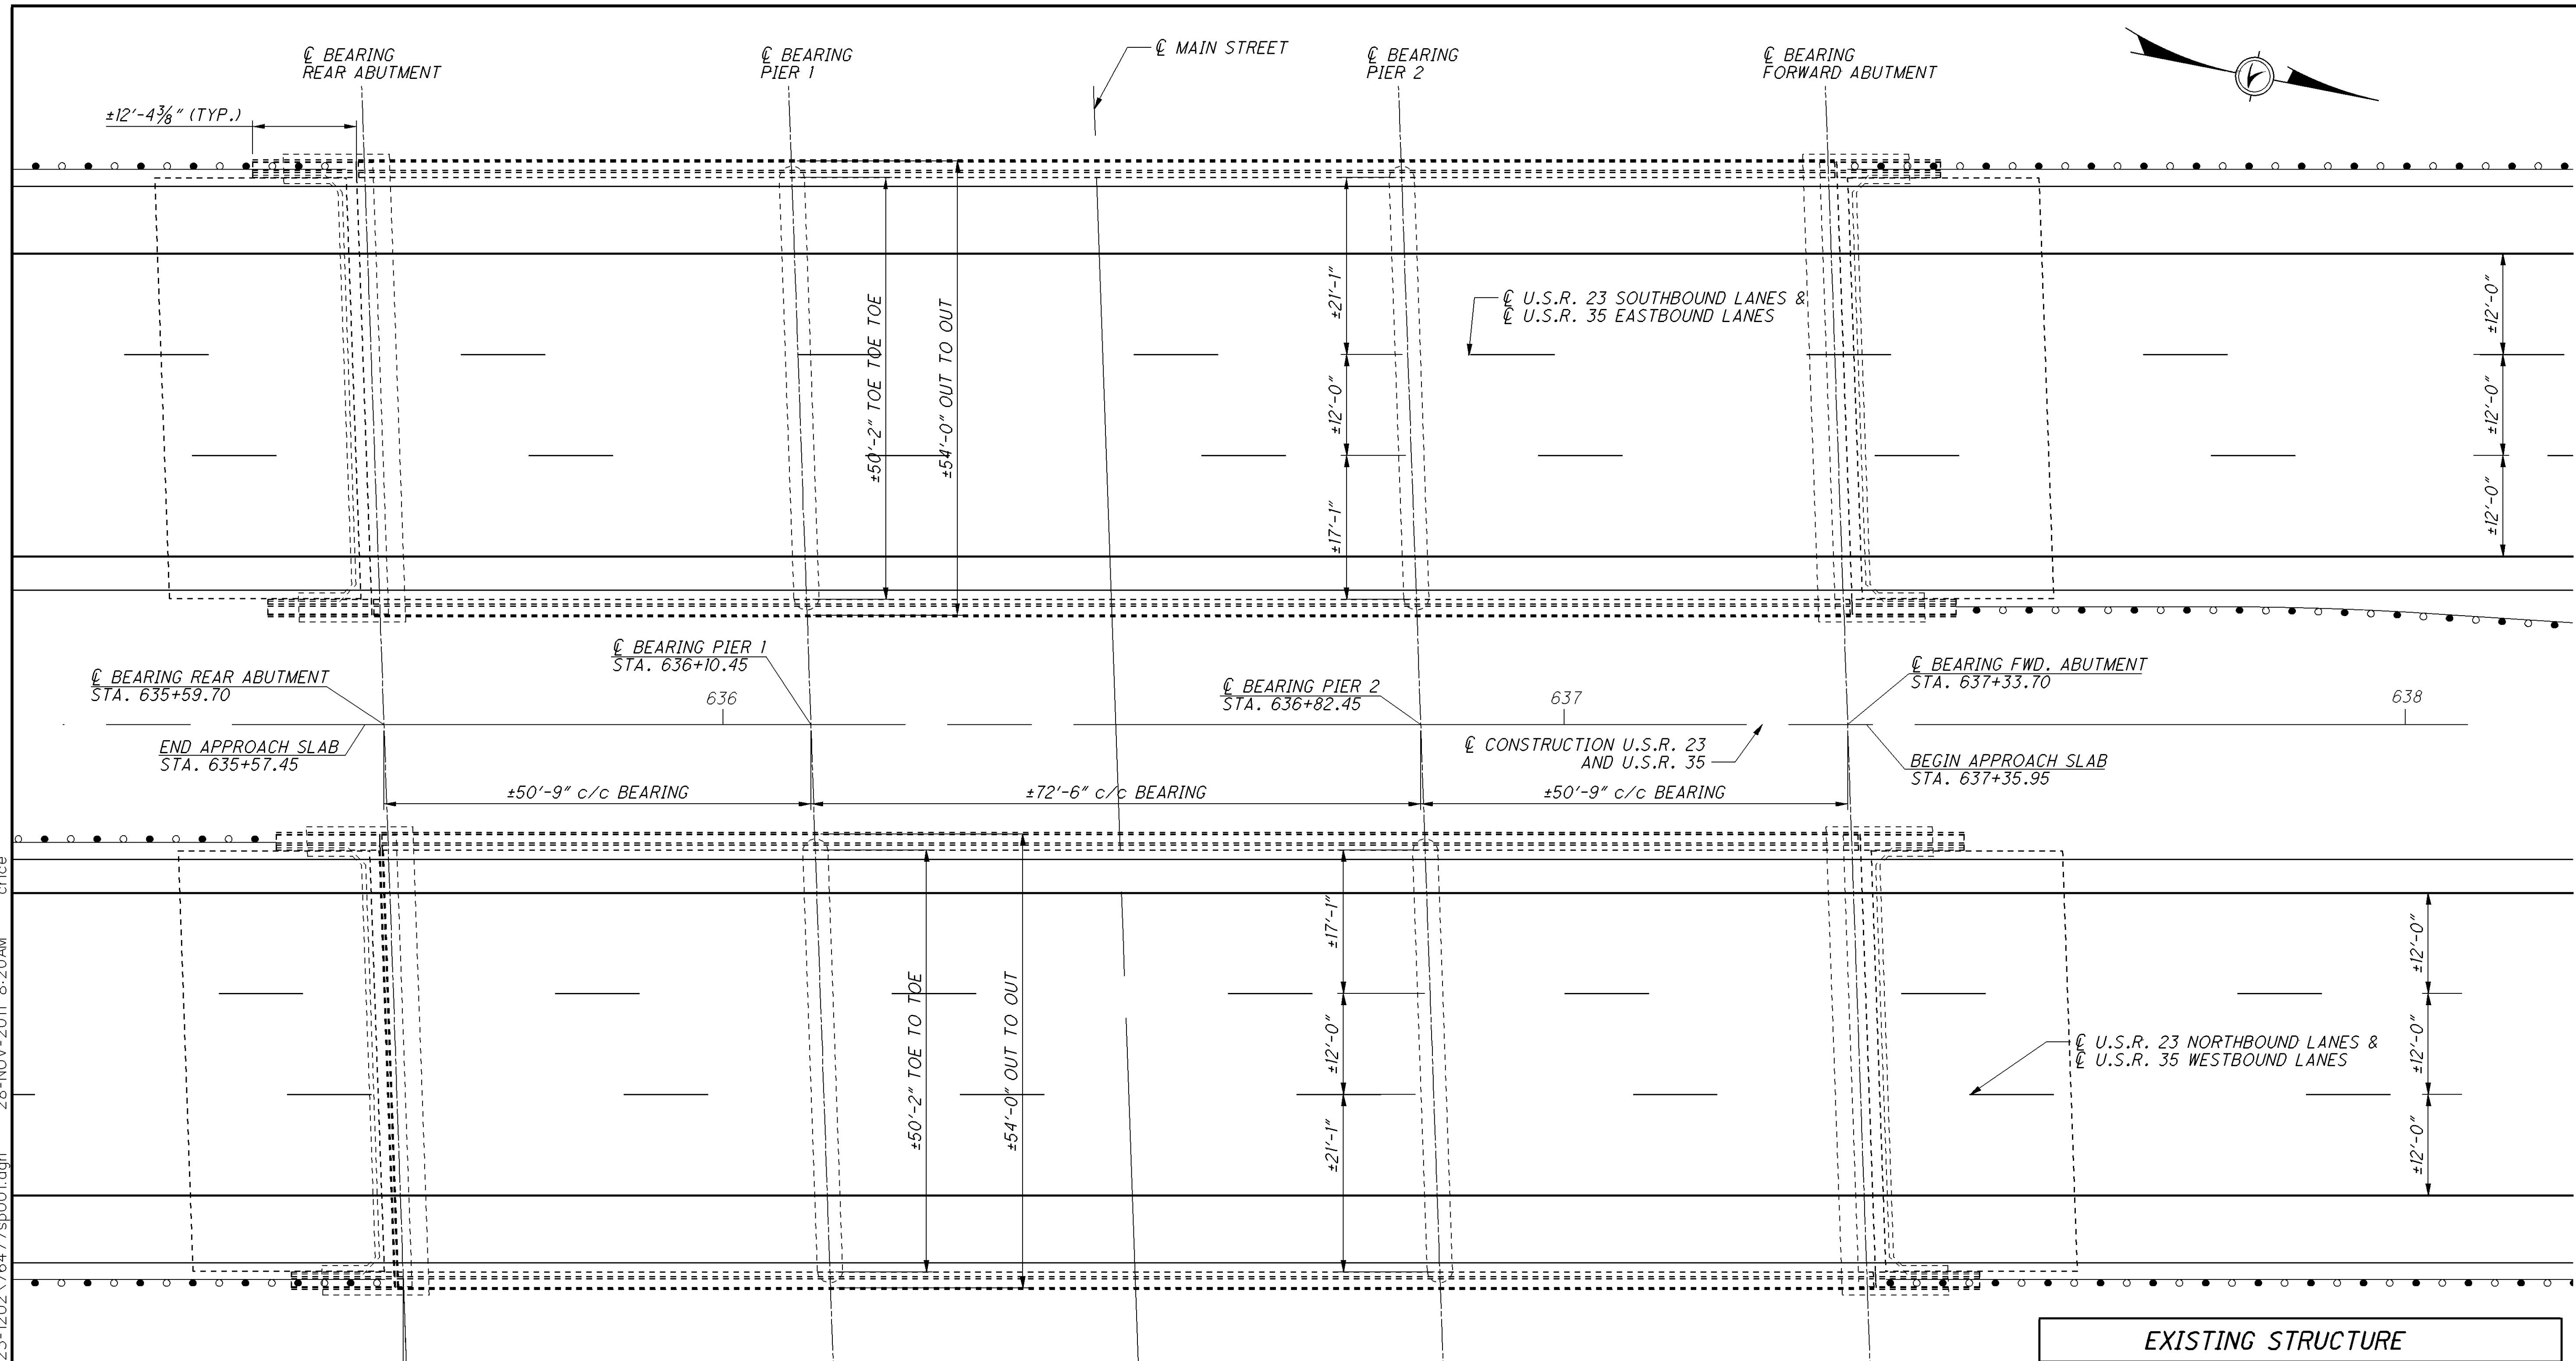 ℄ BEARING
REAR ABUTMENT
℄ BEARING
PIER 1
℄ MAIN STREET
℄ BEARING
PIER 2
℄ BEARING
FORWARD ABUTMENT
±12'-4⅜" (TYP.)
±50'-2" TOE TOE TOE
±54'-0" OUT TO OUT
±21'-1"
±12'-0"
±17'-1"
℄ U.S.R. 23 SOUTHBOUND LANES &
℄ U.S.R. 35 EASTBOUND LANES
±12'-0"
±12'-0"
±12'-0"
℄ BEARING REAR ABUTMENT
STA. 635+59.70
℄ BEARING PIER 1
STA. 636+10.45
℄ BEARING PIER 2
STA. 636+82.45
℄ BEARING FWD. ABUTMENT
STA. 637+33.70
636
637
638
END APPROACH SLAB
STA. 635+57.45
℄ CONSTRUCTION U.S.R. 23
AND U.S.R. 35
BEGIN APPROACH SLAB
STA. 637+35.95
±50'-9" c/c BEARING
±72'-6" c/c BEARING
±50'-9" c/c BEARING
±50'-2" TOE TO TOE
±54'-0" OUT TO OUT
±17'-1"
±12'-0"
±21'-1"
±12'-0"
±12'-0"
±12'-0"
℄ U.S.R. 23 NORTHBOUND LANES &
℄ U.S.R. 35 WESTBOUND LANES
28-NOV-2011 8:20AM
EXISTING STRUCTURE